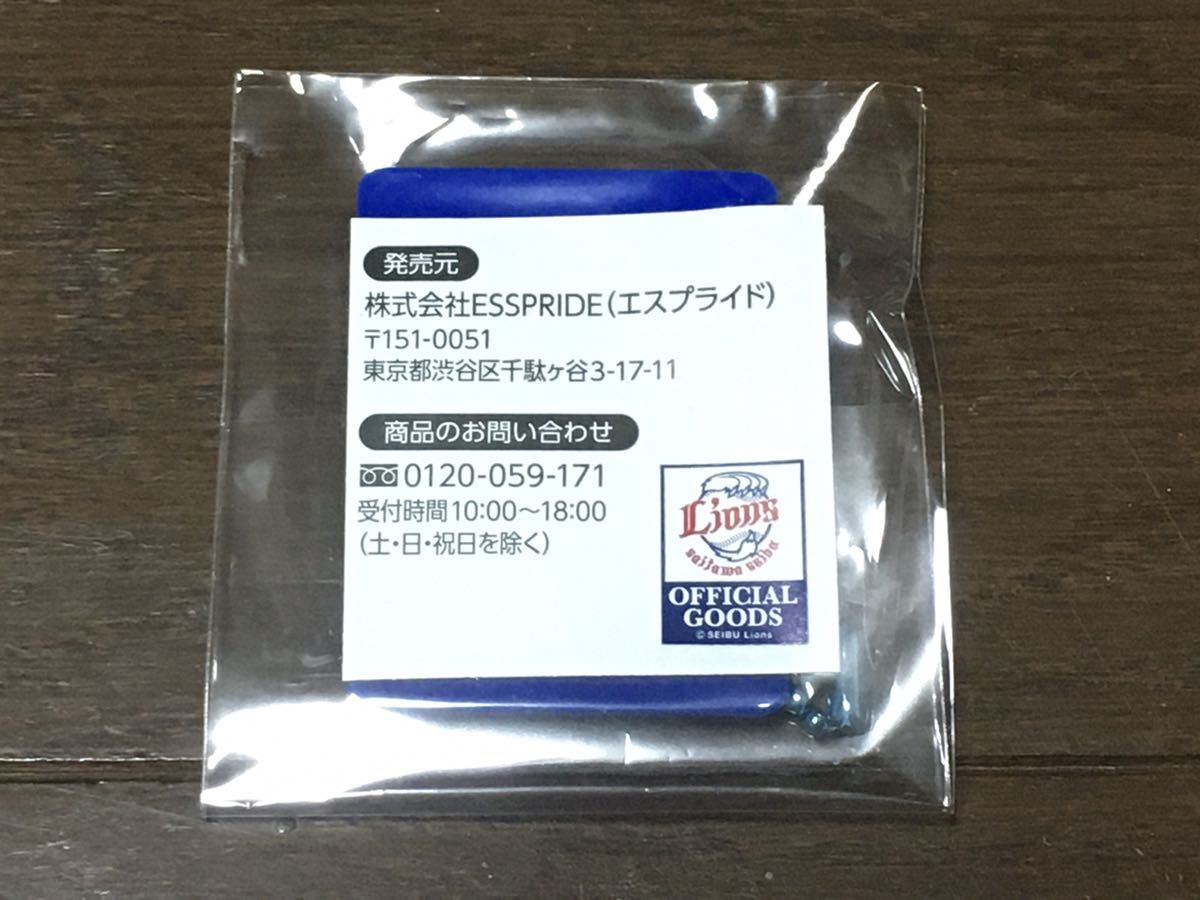 発売元
株式会社ESSPRIDE(エスプライド)
〒151-0051
東京都渋谷区千駄ヶ谷3-17-11
商品のお問い合わせ
0120-059-171
受付時間10:00〜18:00
(土・日・祝日を除く)
Lions
saitama seibu
OFFICIAL
GOODS
© SEIBU Lions